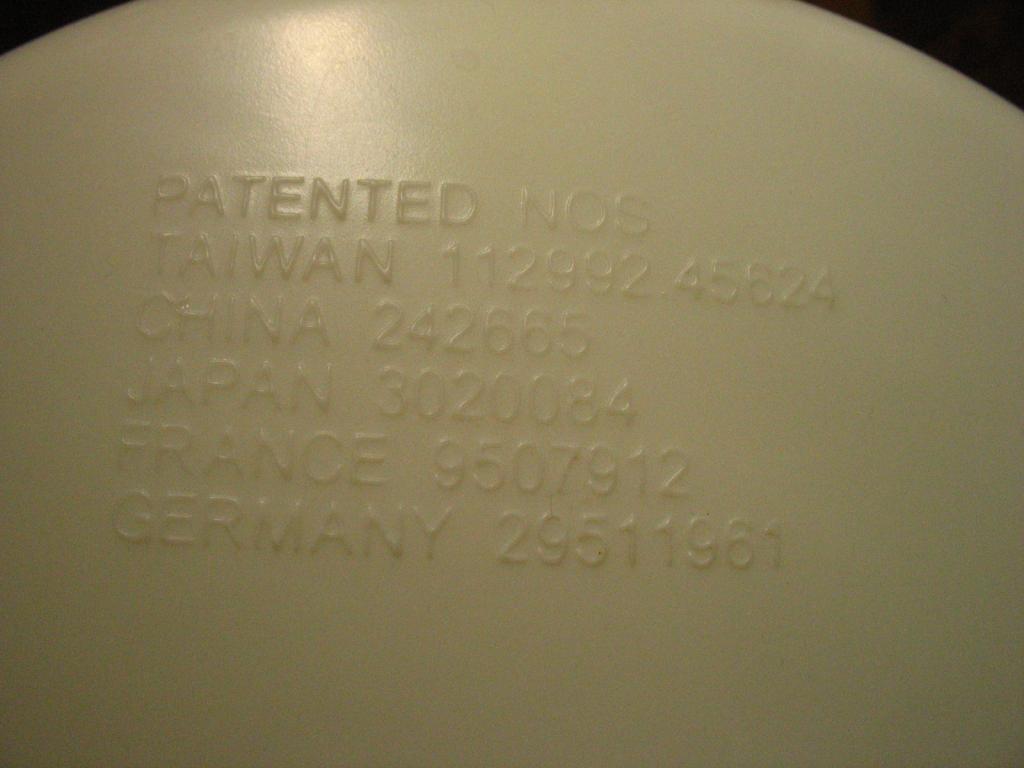 PATENTED NOS
TAIWAN 112992.45624
CHINA 242665
JAPAN 3020084
FRANCE 9507912
GERMANY 29511961